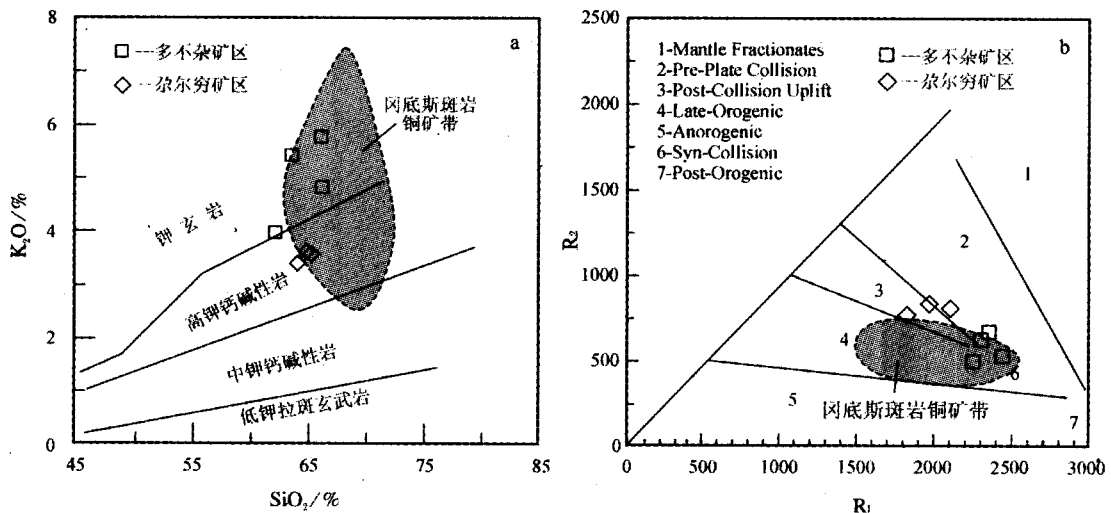 a
□ —多不杂矿区
◇ —尕尔穷矿区
冈底斯斑岩
铜矿带
钾玄岩
高钾钙碱性岩
中钾钙碱性岩
低钾拉斑玄武岩
K₂O/%
8
6
4
2
0
45
55
65
75
85
SiO₂/%
b
1-Mantle Fractionates
2-Pre-Plate Collision
3-Post-Collision Uplift
4-Late-Orogenic
5-Anorogenic
6-Syn-Collision
7-Post-Orogenic
□ —多不杂矿区
◇ —尕尔穷矿区
1
2
3
4
5
6
7
冈底斯斑岩铜矿带
R₂
2500
2000
1500
1000
500
0
0
500
1000
1500
2000
2500
3000
R₁